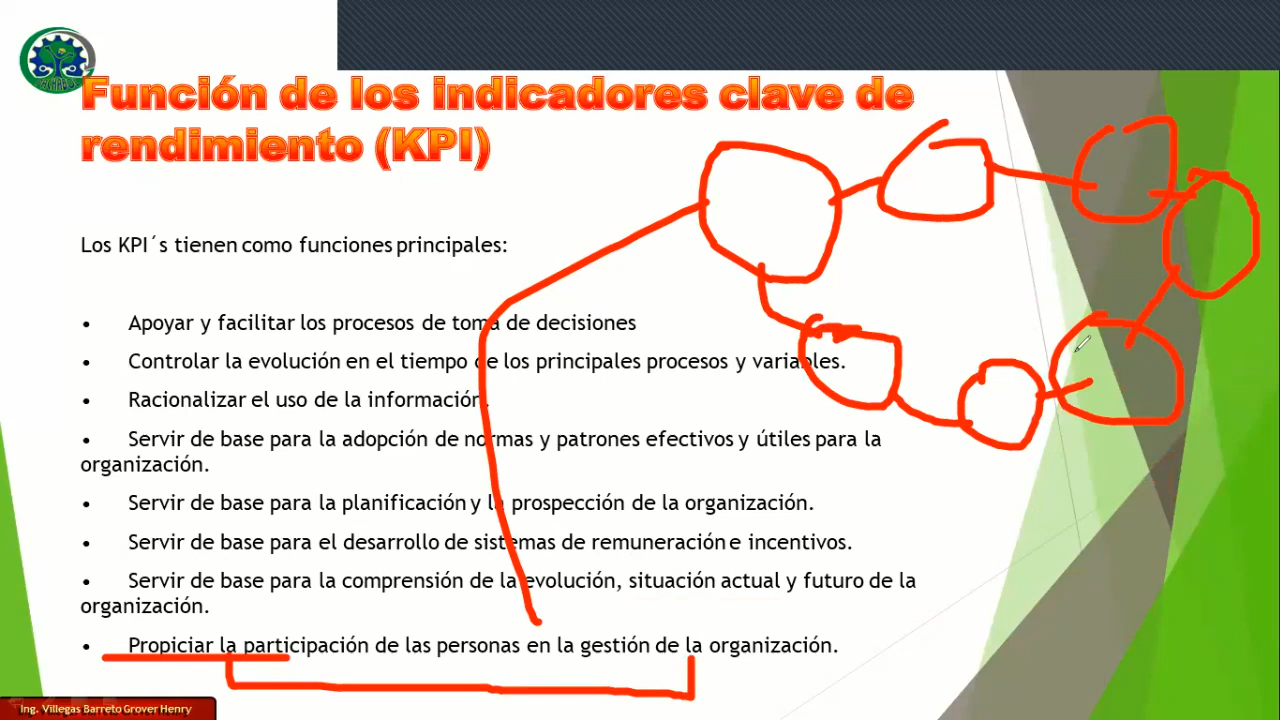 Función de los indicadores clave de
rendimiento (KPI)
Los KPI´s tienen como funciones principales:
• Apoyar y facilitar los procesos de toma de decisiones
• Controlar la evolución en el tiempo de los principales procesos y variables.
• Racionalizar el uso de la información.
• Servir de base para la adopción de normas y patrones efectivos y útiles para la
organización.
• Servir de base para la planificación y la prospección de la organización.
• Servir de base para el desarrollo de sistemas de remuneración e incentivos.
• Servir de base para la comprensión de la evolución, situación actual y futuro de la
organización.
• Propiciar la participación de las personas en la gestión de la organización.
Ing. Villegas Barreto Grover Henry